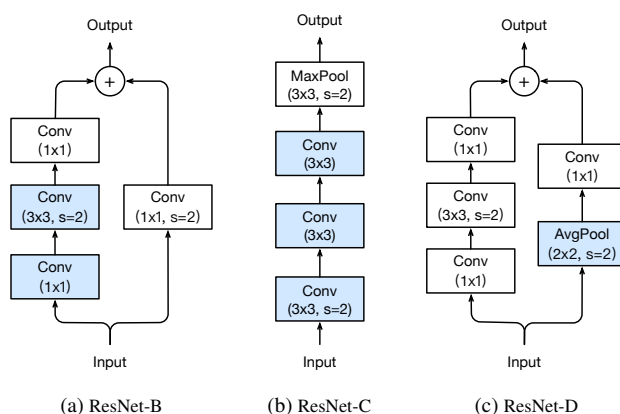 Output
+
Conv
(1x1)
Conv
(3x3, s=2)
Conv
(1x1)
Conv
(1x1, s=2)
Input
(a) ResNet-B
Output
MaxPool
(3x3, s=2)
Conv
(3x3)
Conv
(3x3)
Conv
(3x3, s=2)
Input
(b) ResNet-C
Output
+
Conv
(1x1)
Conv
(3x3, s=2)
Conv
(1x1)
Conv
(1x1)
AvgPool
(2x2, s=2)
Input
(c) ResNet-D